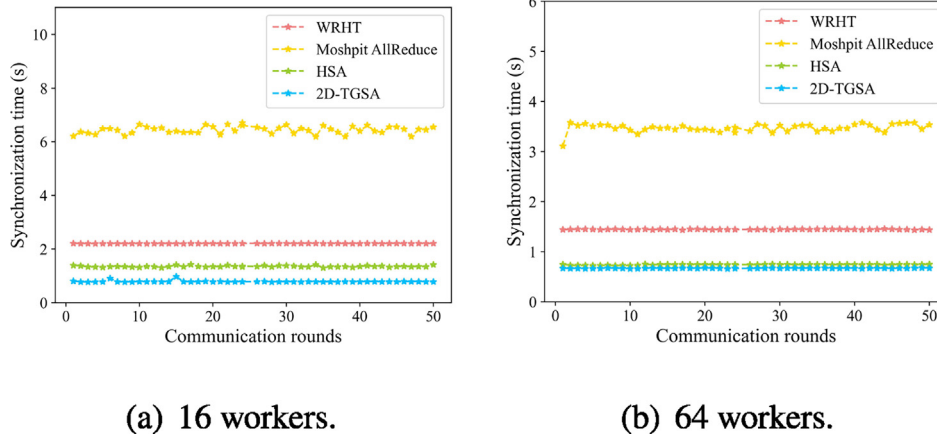 10
8
6
4
2
0
Synchronization time (s)
WRHT
Moshpit AllReduce
HSA
2D-TGSA
0 10 20 30 40 50
Communication rounds
(a) 16 workers.
6
5
4
3
2
1
0
Synchronization time (s)
WRHT
Moshpit AllReduce
HSA
2D-TGSA
0 10 20 30 40 50
Communication rounds
(b) 64 workers.